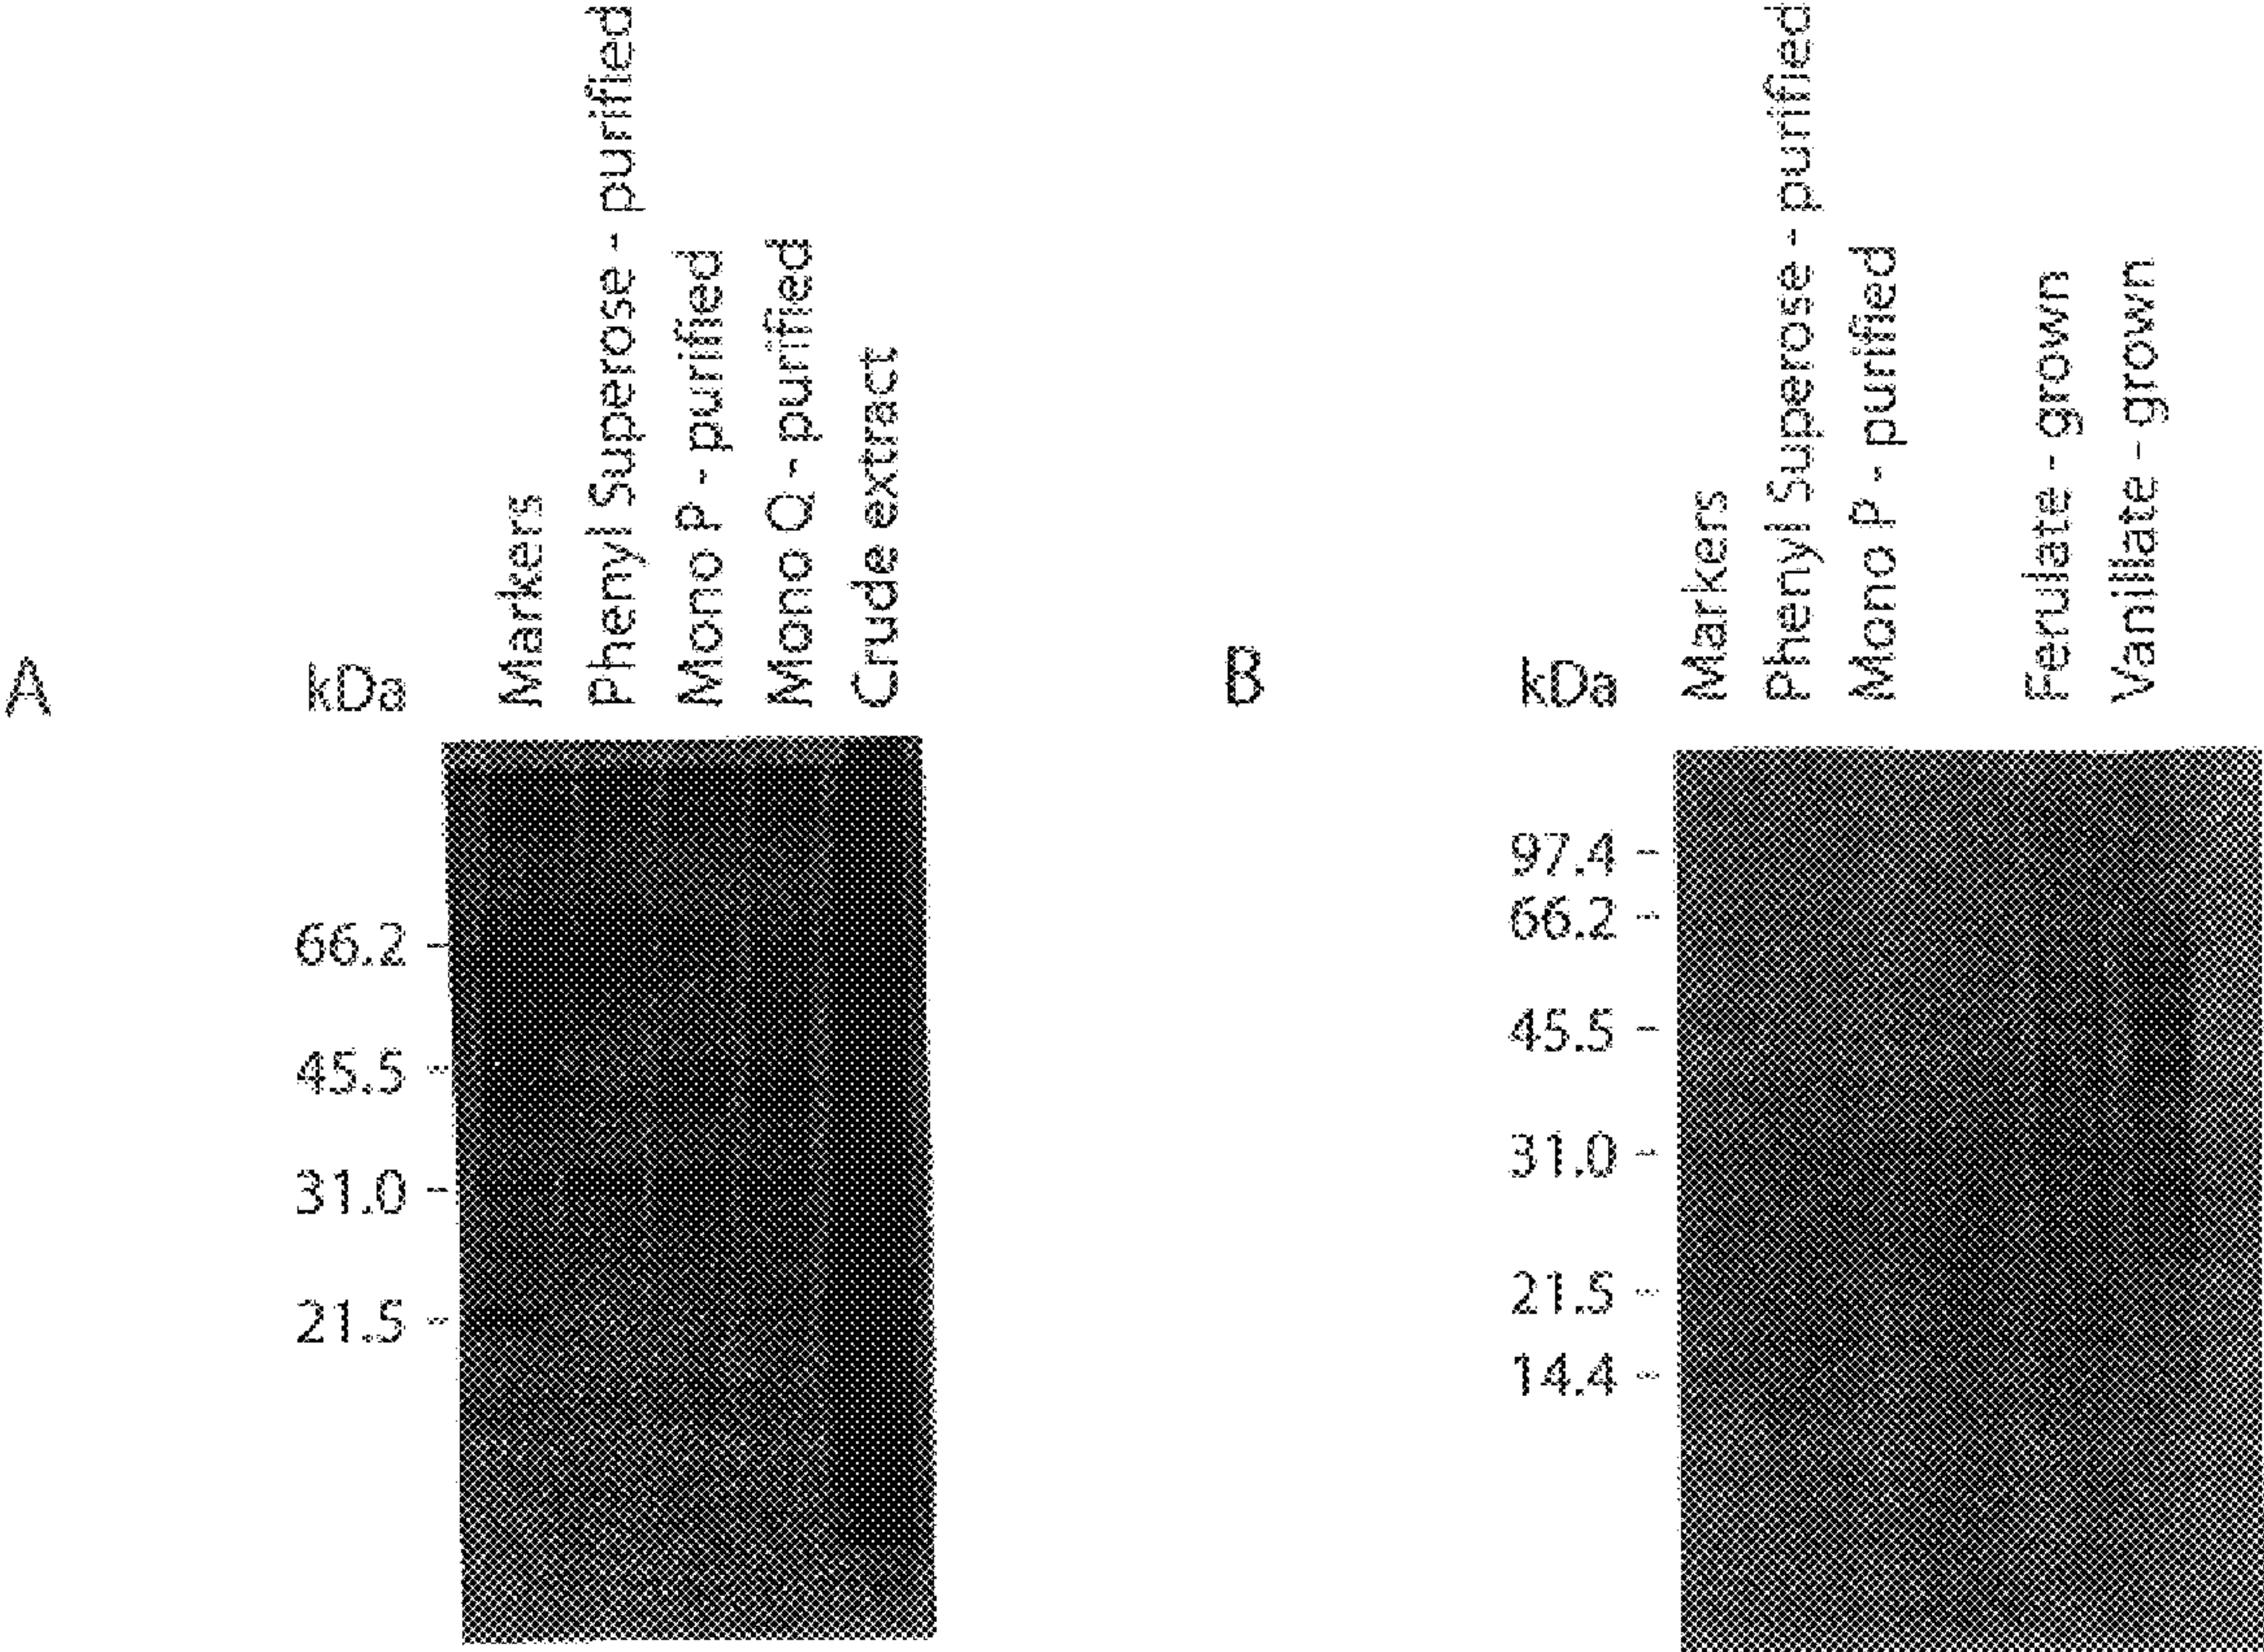 A
kDa
Markers
Phenyl Superose - purified
Mono P - purified
Mono Q - purified
Crude extract
66.2
45.5
31.0
21.5
B
kDa
Markers
Phenyl Superose - purified
Mono P - purified
Ferulate - grown
Vanillate - grown
97.4
66.2
45.5
31.0
21.5
14.4